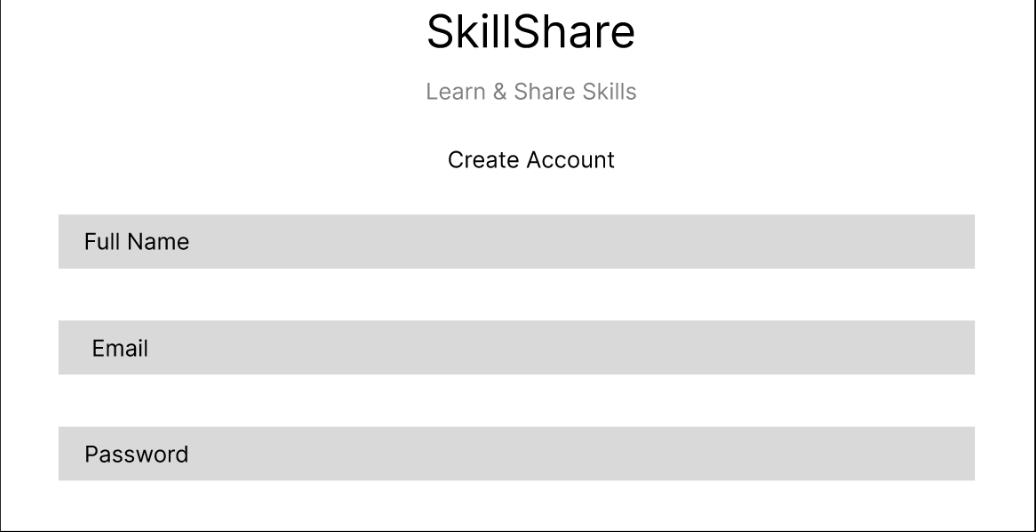 SkillShare
Learn & Share Skills
Create Account
Full Name
Email
Password